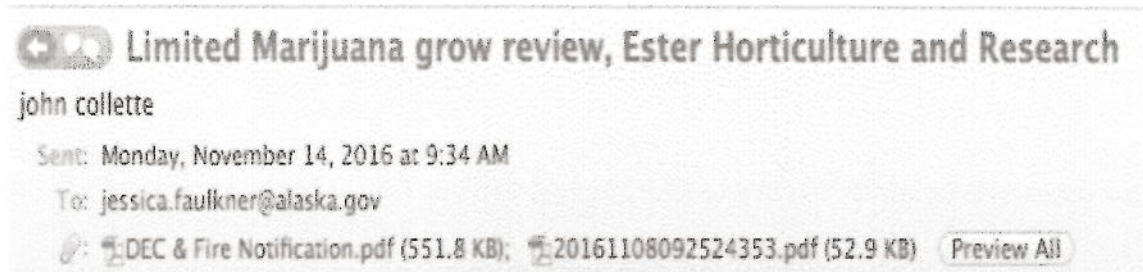 Limited Marijuana grow review, Ester Horticulture and Research
john collette
Sent: Monday, November 14, 2016 at 9:34 AM
To: jessica.faulkner@alaska.gov
DEC & Fire Notification.pdf (551.8 KB); 20161108092524353.pdf (52.9 KB) Preview All